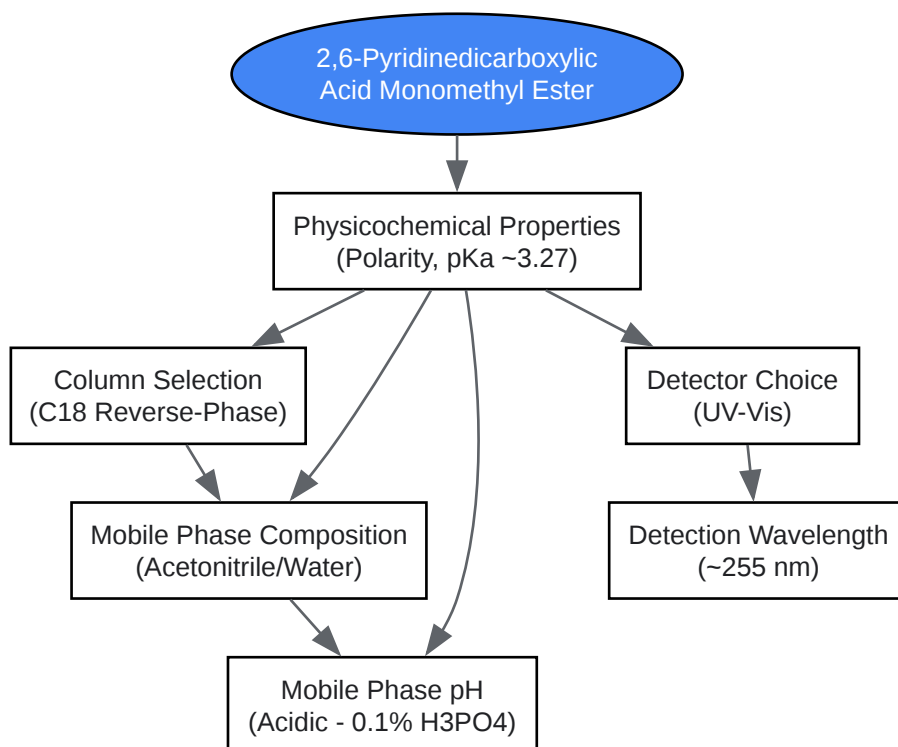 2,6-Pyridinedicarboxylic
Acid Monomethyl Ester
Physicochemical Properties
(Polarity, pKa ~3.27)
Column Selection
(C18 Reverse-Phase)
Detector Choice
(UV-Vis)
Mobile Phase Composition
(Acetonitrile/Water)
Detection Wavelength
(~255 nm)
Mobile Phase pH
(Acidic - 0.1% H3PO4)